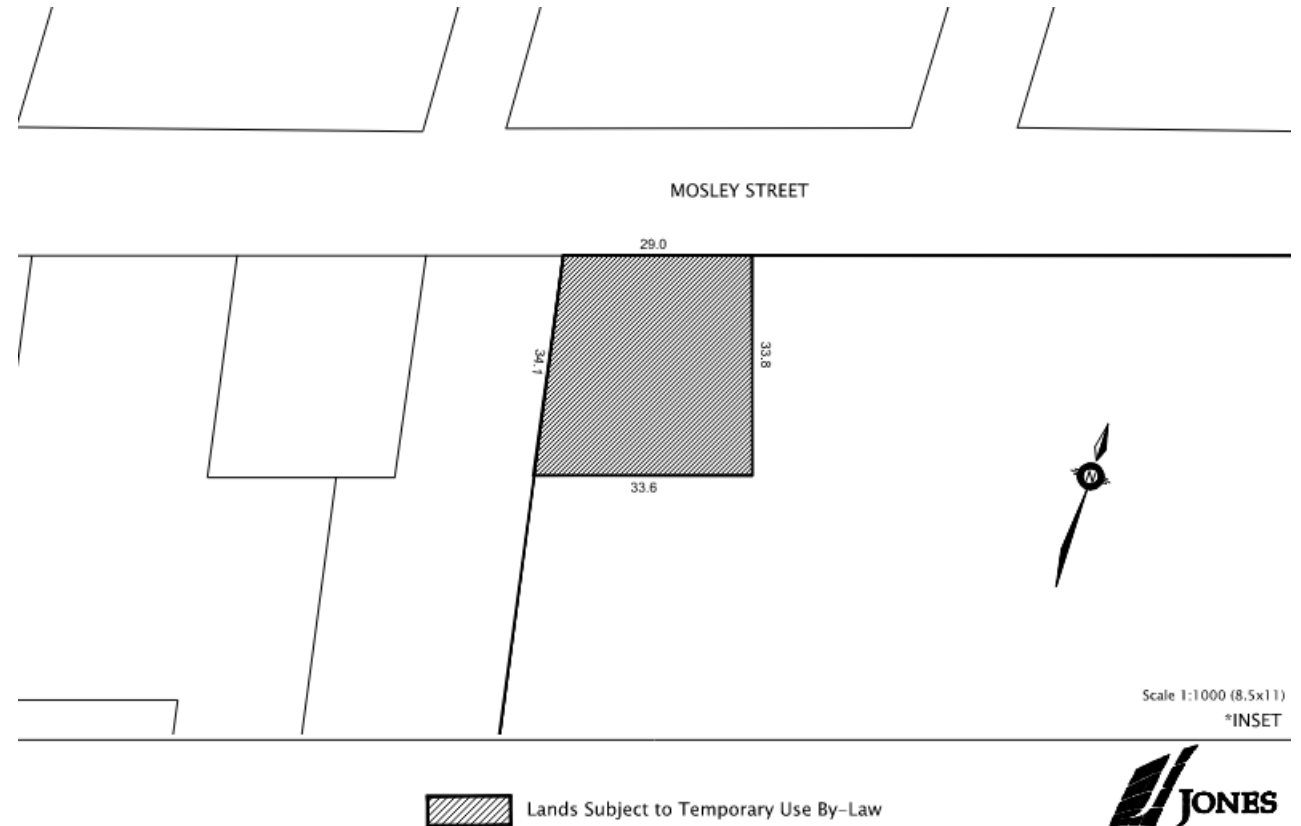 MOSLEY STREET
29.0
34.1
33.8
33.6
N
Scale 1:1000 (8.5x11)
*INSET
Lands Subject to Temporary Use By-Law
JONES